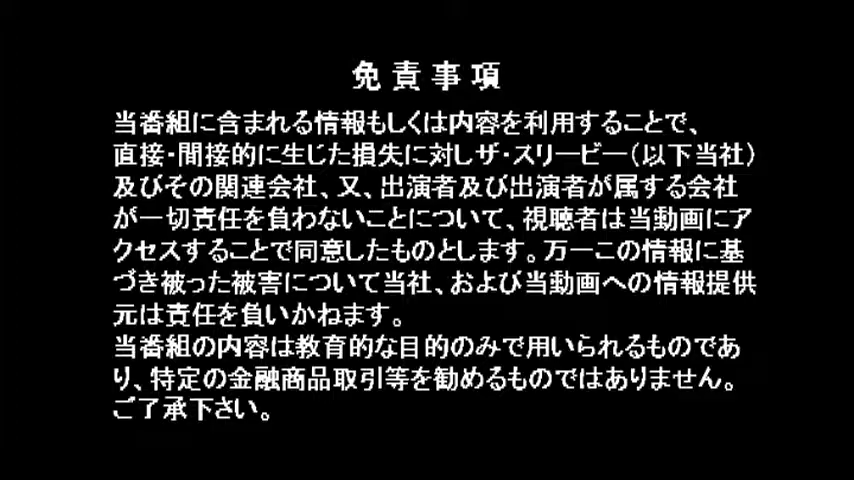 免責事項
当番組に含まれる情報もしくは内容を利用することで、
直接・間接的に生じた損失に対しザ・スリービー(以下当社)
及びその関連会社、又、出演者及び出演者が属する会社
が一切責任を負わないことについて、視聴者は当動画にア
クセスすることで同意したものとします。万一この情報に基
づき被った被害について当社、および当動画への情報提供
元は責任を負いかねます。
当番組の内容は教育的な目的のみで用いられるものであ
り、特定の金融商品取引等を勧めるものではありません。
ご了承下さい。